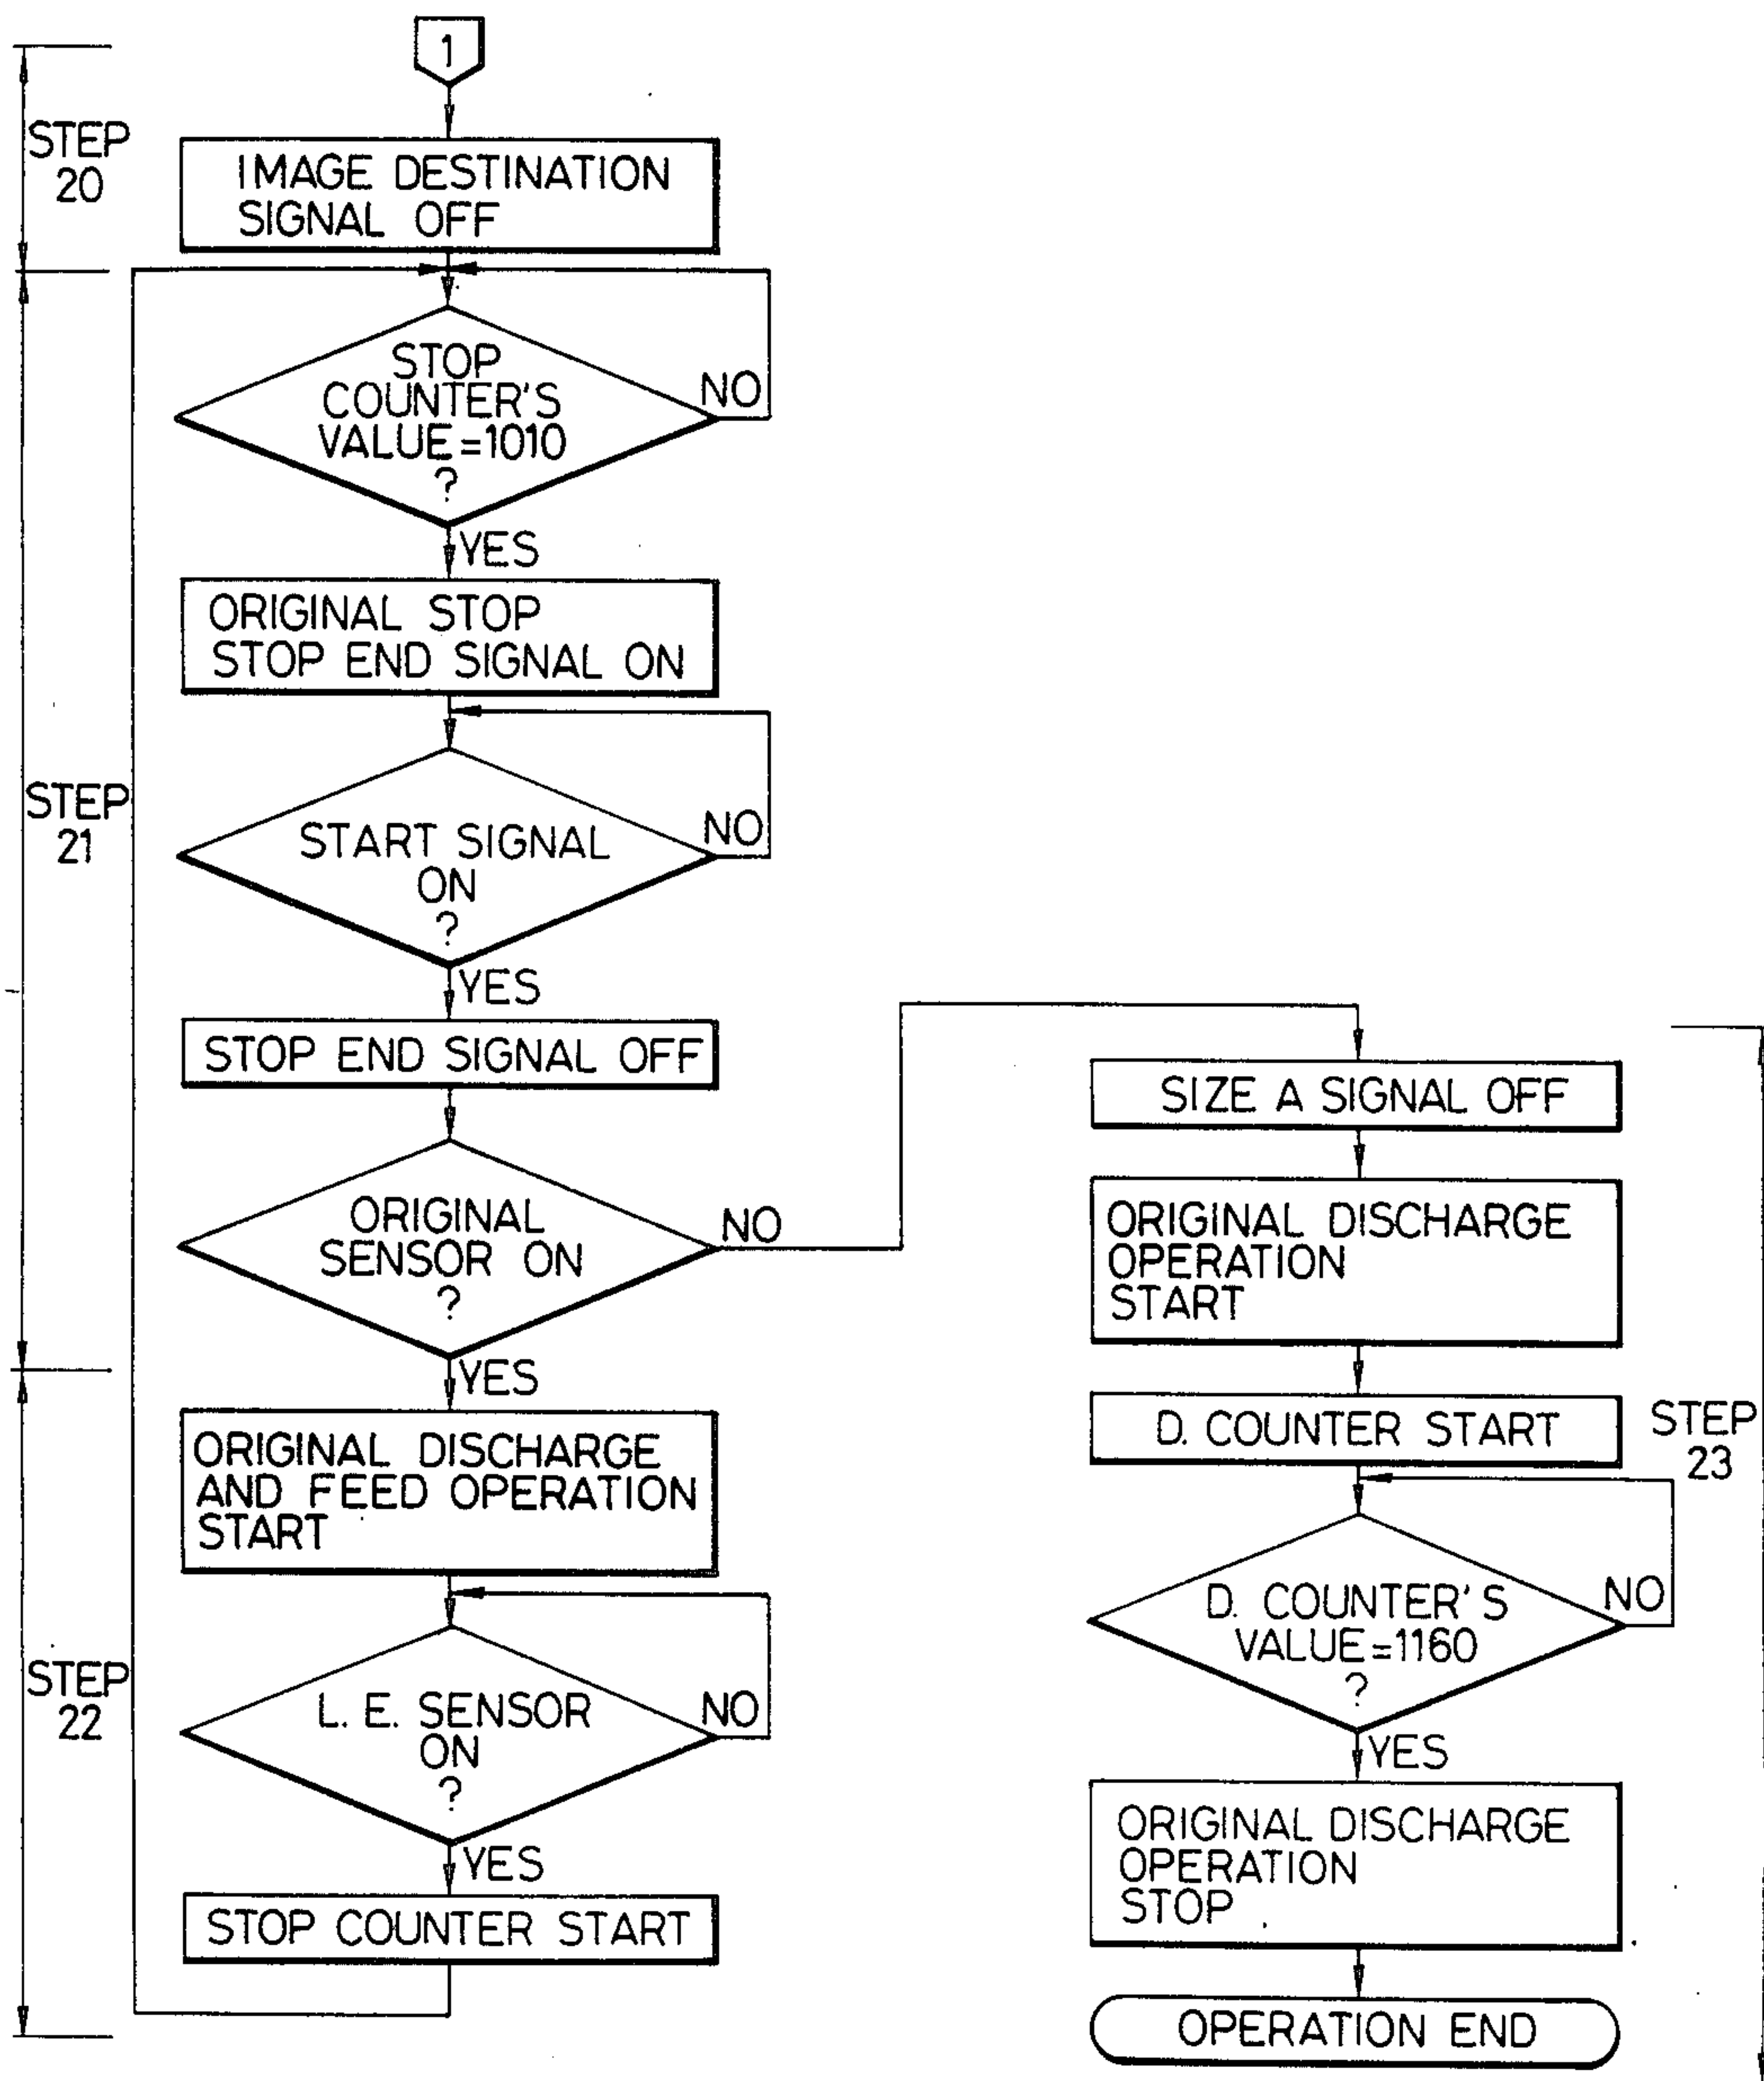 1
STEP
20
IMAGE DESTINATION
SIGNAL OFF
STOP
COUNTER'S
VALUE=1010
?
NO
YES
ORIGINAL STOP
STOP END SIGNAL ON
STEP
21
START SIGNAL
ON
?
NO
YES
STOP END SIGNAL OFF
ORIGINAL
SENSOR ON
?
NO
YES
ORIGINAL DISCHARGE
AND FEED OPERATION
START
STEP
22
L. E. SENSOR
ON
?
NO
YES
STOP COUNTER START
SIZE A SIGNAL OFF
ORIGINAL DISCHARGE
OPERATION
START
D. COUNTER START
STEP
23
D. COUNTER'S
VALUE=1160
?
NO
YES
ORIGINAL DISCHARGE
OPERATION
STOP
OPERATION END